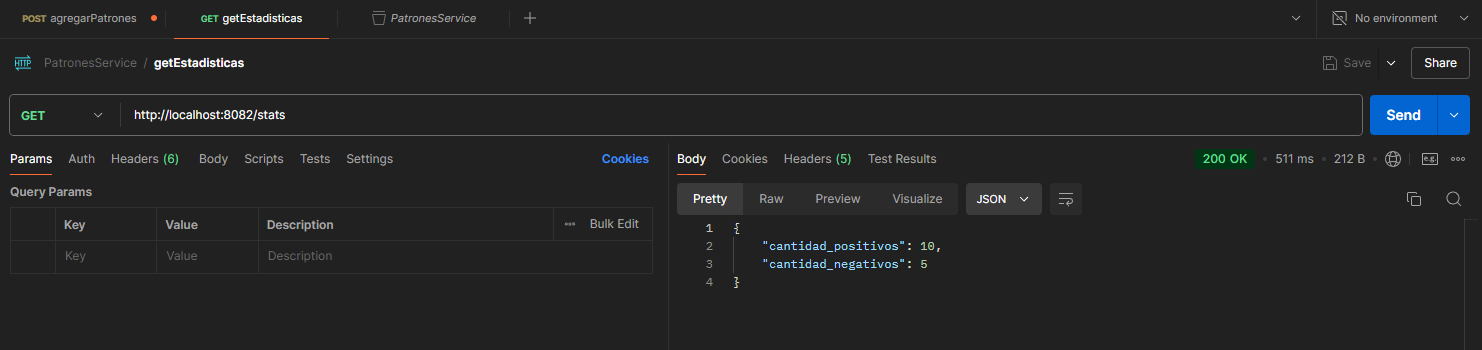 POST agregarPatrones
GET getEstadisticas
PatronesService
No environment
HTTP PatronesService / getEstadisticas
Save
Share
GET
http://localhost:8082/stats
Send
Params Auth Headers (6) Body Scripts Tests Settings Cookies
Query Params
Key Value Description Bulk Edit
Key Value Description
Body Cookies Headers (5) Test Results
200 OK 511 ms 212 B e.g.
Pretty Raw Preview Visualize JSON
1 {
2 "cantidad_positivos": 10,
3 "cantidad_negativos": 5
4 }